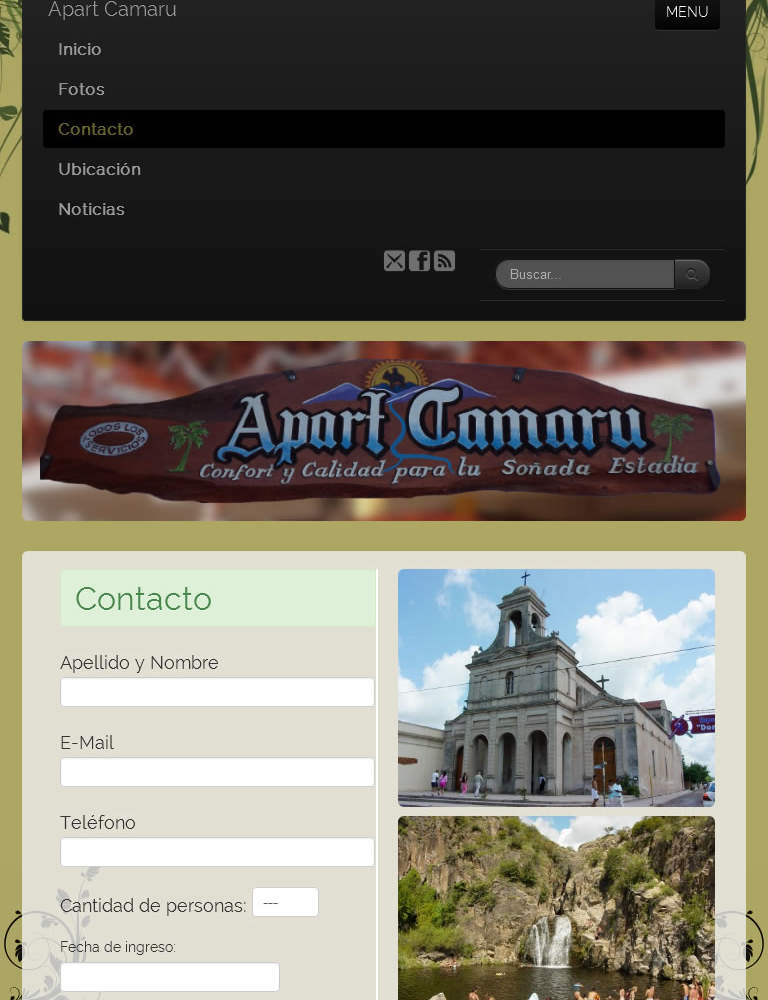 Apart Camaru
MENU
Inicio
Fotos
Contacto
Ubicación
Noticias
Buscar...
TODOS LOS
SERVICIOS
Apart Camaru
Confort y Calidad para tu Soñada Estadia
Contacto
Apellido y Nombre
E-Mail
Teléfono
Cantidad de personas: ---
Fecha de ingreso: